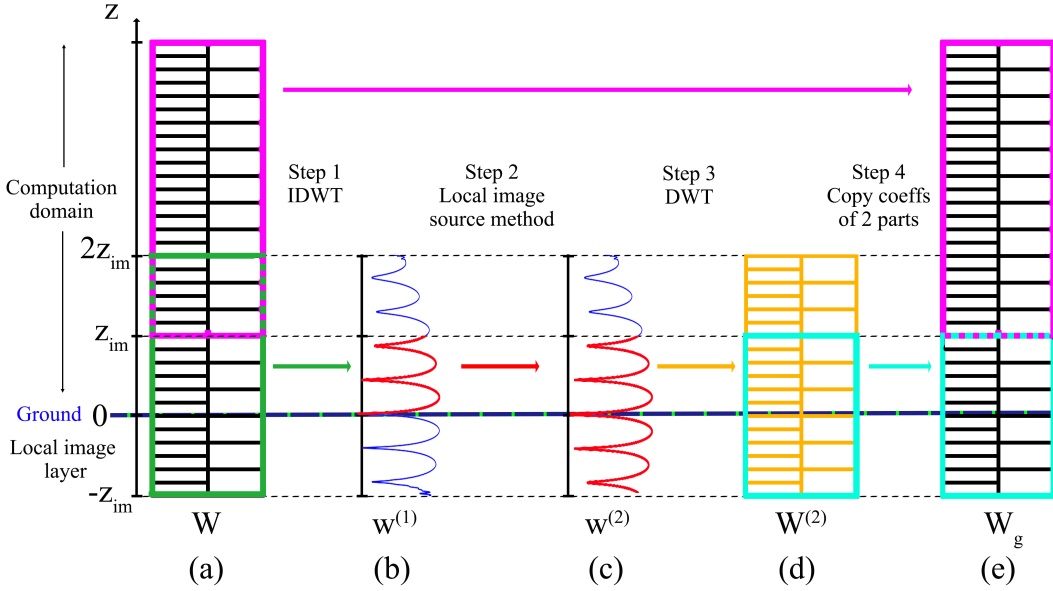 z
Step 1
IDWT
Step 2
Local image
source method
Step 3
DWT
Step 4
Copy coeffs
of 2 parts
Computation
domain
2z_im
z_im
Ground
0
Local image
layer
-z_im
W
w^(1)
w^(2)
W^(2)
W_g
(a)
(b)
(c)
(d)
(e)